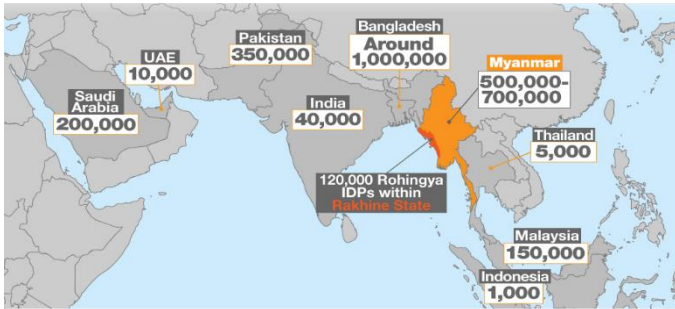 Bangladesh
Around
1,000,000
Pakistan
350,000
UAE
10,000
Myanmar
500,000-
700,000
Saudi
Arabia
200,000
India
40,000
Thailand
5,000
120,000 Rohingya
IDPs within
Rakhine State
Malaysia
150,000
Indonesia
1,000